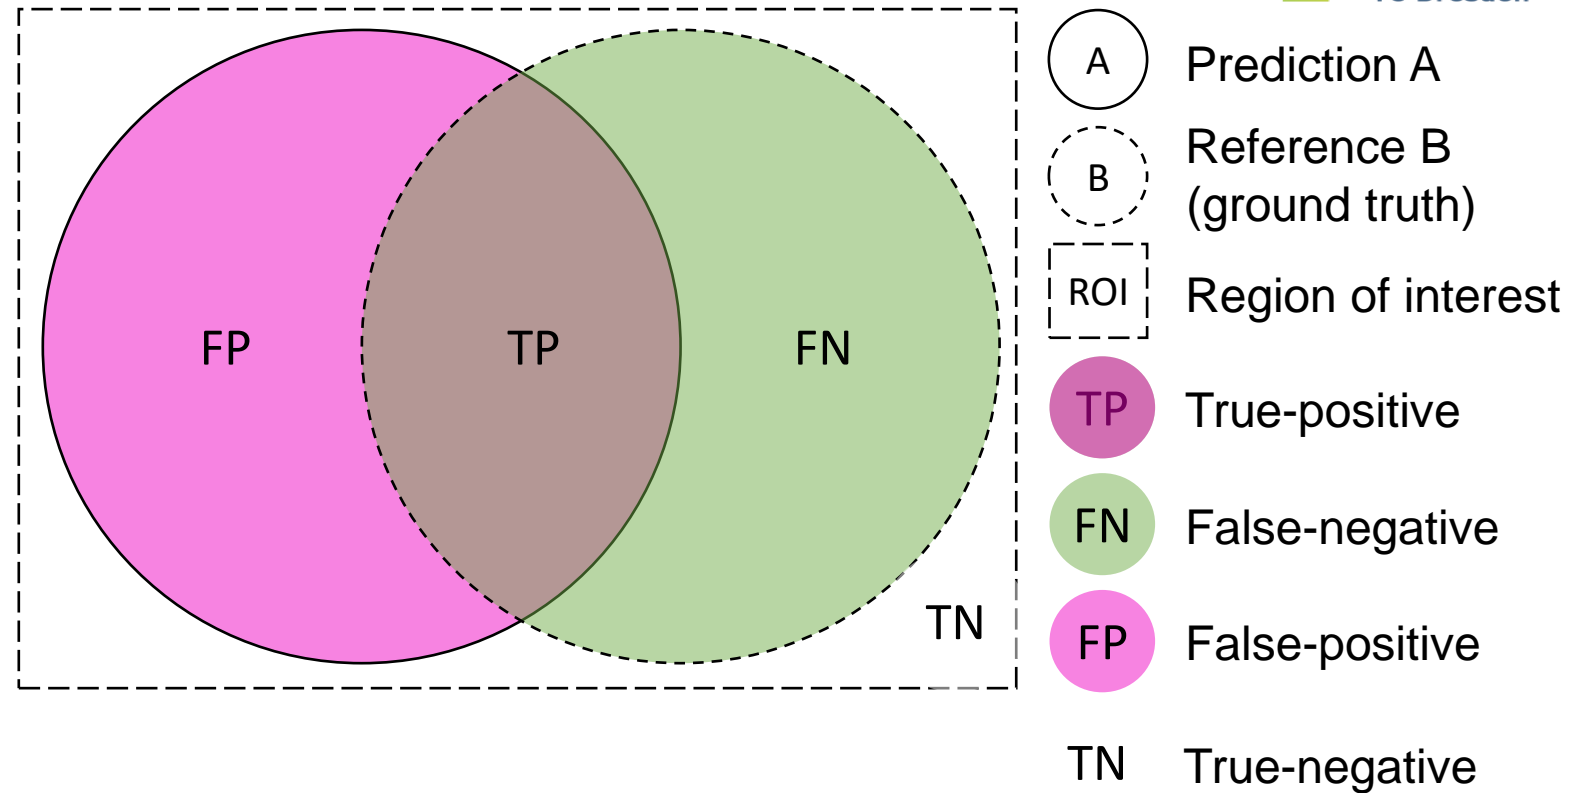 FP
TP
FN
TN
A
Prediction A
B
Reference B
(ground truth)
ROI
Region of interest
TP
True-positive
FN
False-negative
FP
False-positive
TN
True-negative